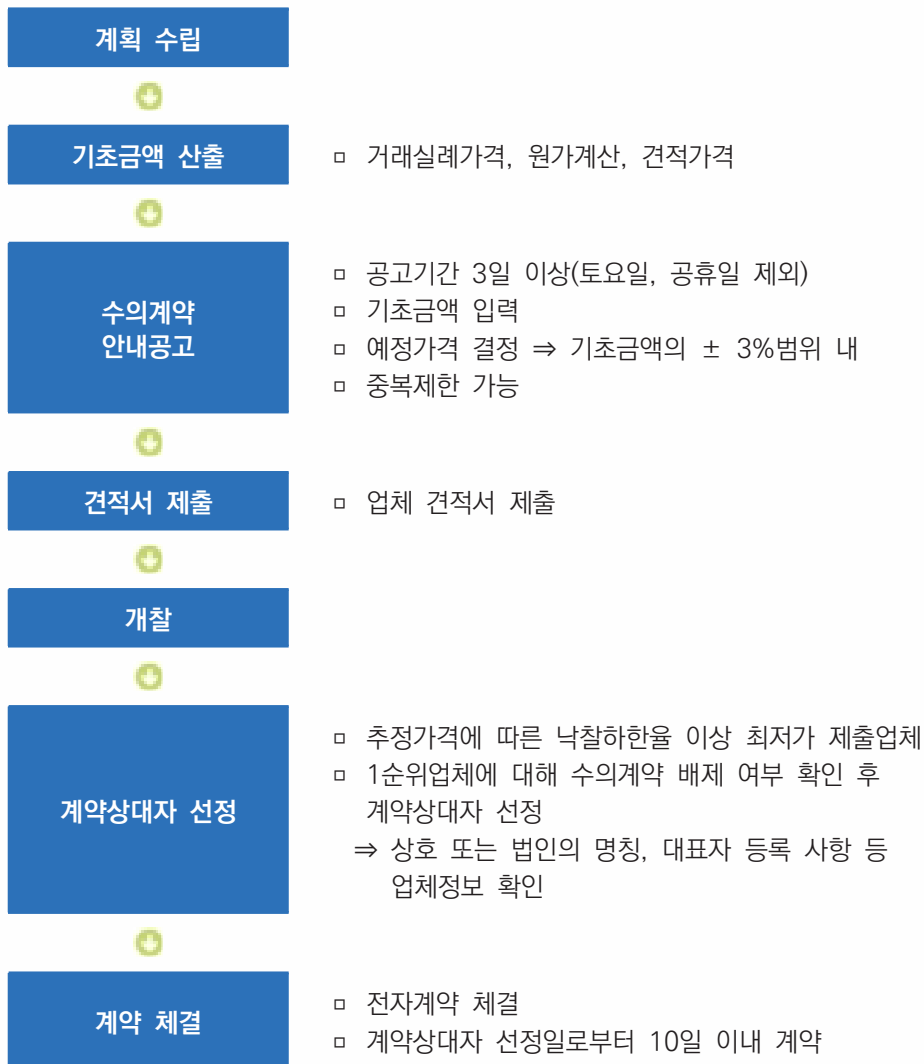 계획 수립
기초금액 산출
▫ 거래실례가격, 원가계산, 견적가격
수의계약
안내공고
▫ 공고기간 3일 이상(토요일, 공휴일 제외)
▫ 기초금액 입력
▫ 예정가격 결정 ⇒ 기초금액의 ± 3%범위 내
▫ 중복제한 가능
견적서 제출
▫ 업체 견적서 제출
개찰
계약상대자 선정
▫ 추정가격에 따른 낙찰하한율 이상 최저가 제출업체
▫ 1순위업체에 대해 수의계약 배제 여부 확인 후
계약상대자 선정
⇒ 상호 또는 법인의 명칭, 대표자 등록 사항 등
업체정보 확인
계약 체결
▫ 전자계약 체결
▫ 계약상대자 선정일로부터 10일 이내 계약